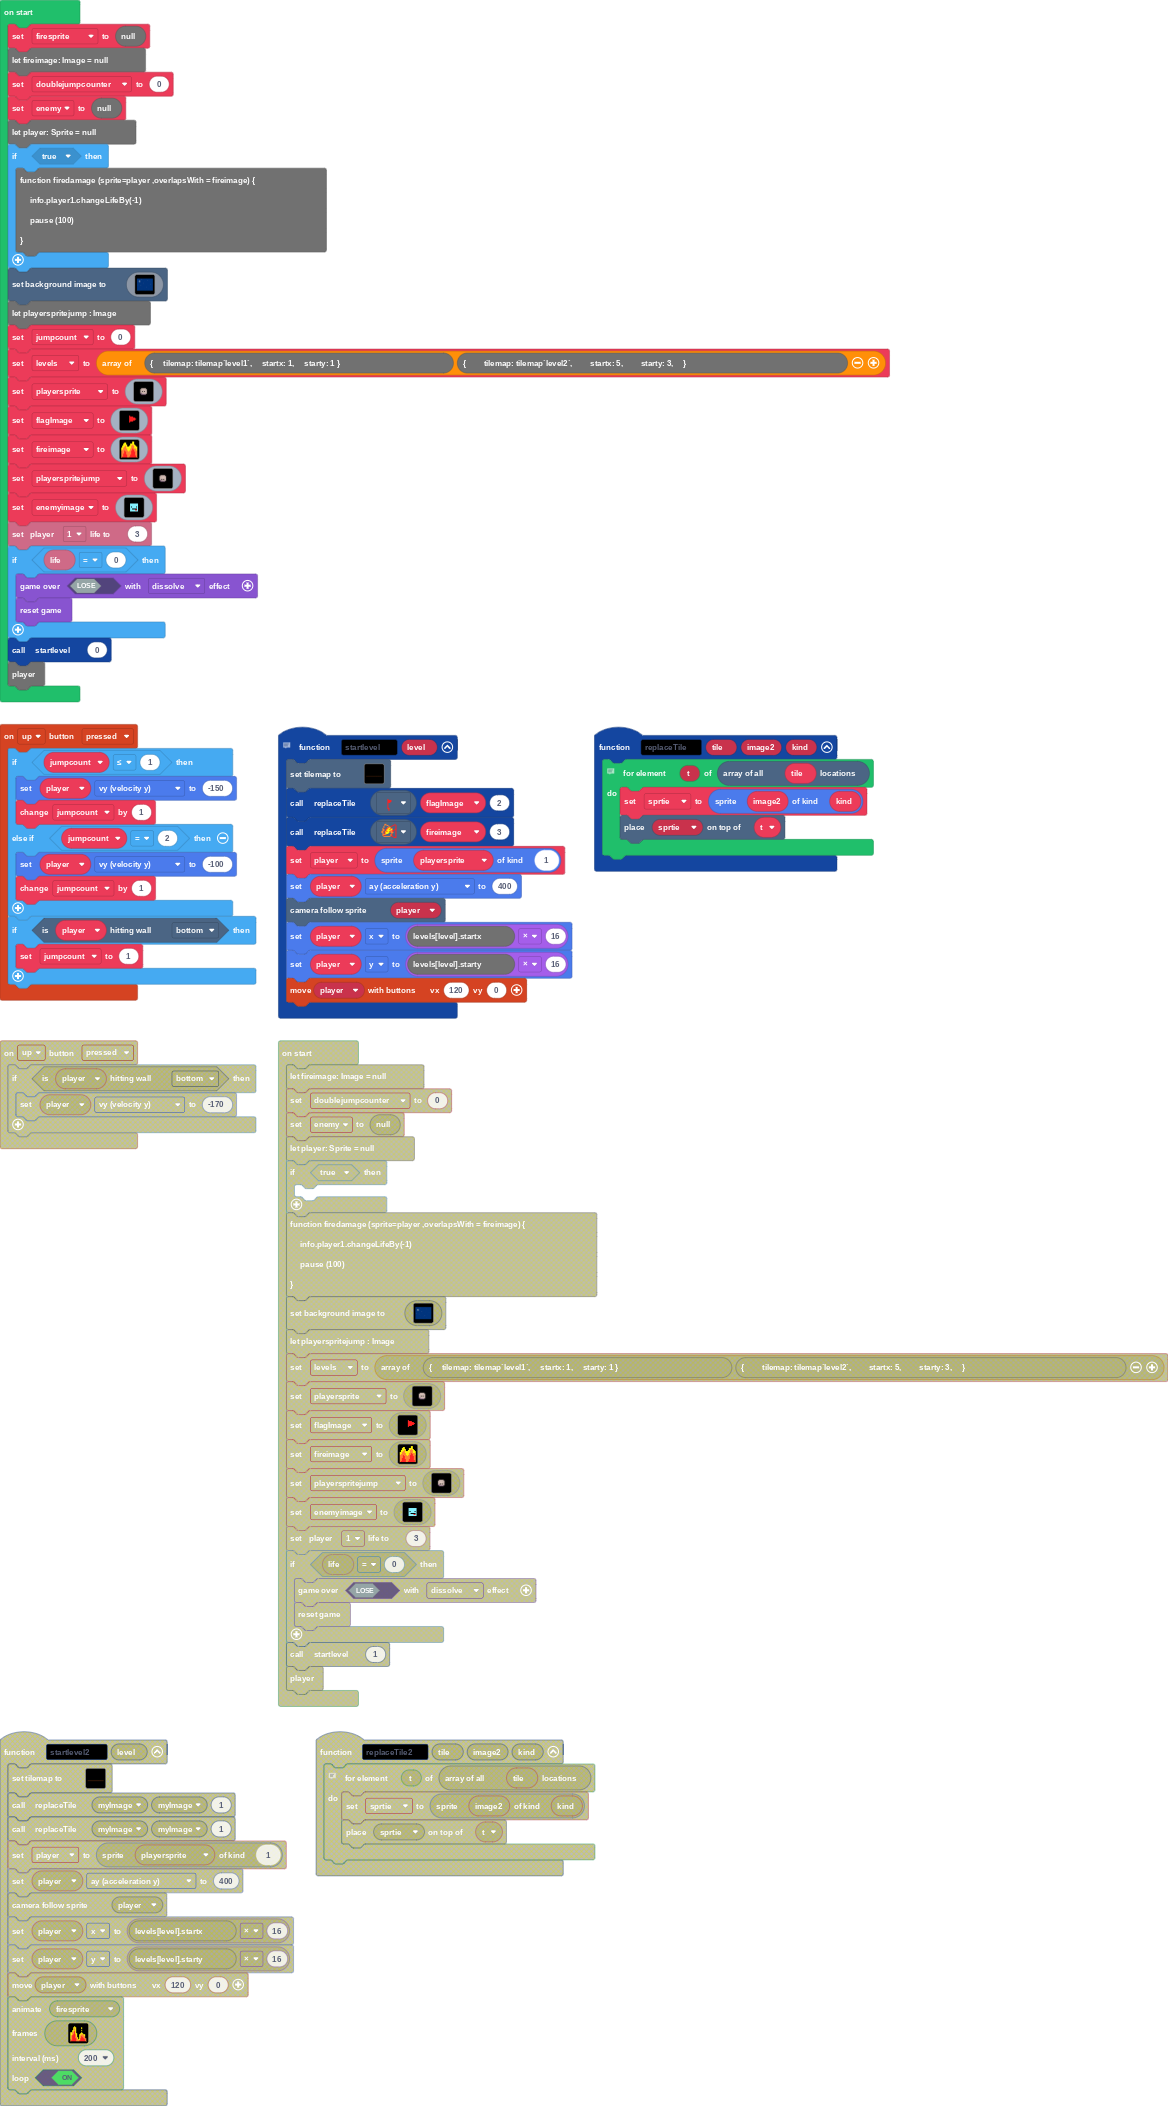 on start
set firesprite to null
let fireimage: Image = null
set doublejumpcounter to 0
set enemy to null
let player: Sprite = null
if true then
function firedamage (sprite=player ,overlapsWith = fireimage) {
info.player1.changeLifeBy(-1)
pause (100)
}
set background image to
let playerspritejump : Image
set jumpcount to 0
set levels to array of { tilemap: tilemap`level1`, startx: 1, starty: 1 } { tilemap: tilemap`level2`, startx: 5, starty: 3, }
set playersprite to
set flagImage to
set fireimage to
set playerspritejump to
set enemyimage to
set player 1 life to 3
if life = 0 then
game over LOSE with dissolve effect
reset game
call startlevel 0
player
on up button pressed
if jumpcount ≤ 1 then
set player vy (velocity y) to -150
change jumpcount by 1
else if jumpcount = 2 then
set player vy (velocity y) to -100
change jumpcount by 1
if is player hitting wall bottom then
set jumpcount to 1
function startlevel level
set tilemap to
call replaceTile flagImage 2
call replaceTile fireimage 3
set player to sprite playersprite of kind 1
set player ay (acceleration y) to 400
camera follow sprite player
set player x to levels[level].startx × 16
set player y to levels[level].starty × 16
move player with buttons vx 120 vy 0
function replaceTile tile image2 kind
for element t of array of all tile locations
do
set sprtie to sprite image2 of kind kind
place sprtie on top of t
on up button pressed
if is player hitting wall bottom then
set player vy (velocity y) to -170
on start
let fireimage: Image = null
set doublejumpcounter to 0
set enemy to null
let player: Sprite = null
if true then
function firedamage (sprite=player ,overlapsWith = fireimage) {
info.player1.changeLifeBy(-1)
pause (100)
}
set background image to
let playerspritejump : Image
set levels to array of { tilemap: tilemap`level1`, startx: 1, starty: 1 } { tilemap: tilemap`level2`, startx: 5, starty: 3, }
set playersprite to
set flagImage to
set fireimage to
set playerspritejump to
set enemyimage to
set player 1 life to 3
if life = 0 then
game over LOSE with dissolve effect
reset game
call startlevel 1
player
function startlevel2 level
set tilemap to
call replaceTile myImage myImage 1
call replaceTile myImage myImage 1
set player to sprite playersprite of kind 1
set player ay (acceleration y) to 400
camera follow sprite player
set player x to levels[level].startx × 16
set player y to levels[level].starty × 16
move player with buttons vx 120 vy 0
animate firesprite
frames
interval (ms) 200
loop ON
function replaceTile2 tile image2 kind
for element t of array of all tile locations
do
set sprtie to sprite image2 of kind kind
place sprtie on top of t